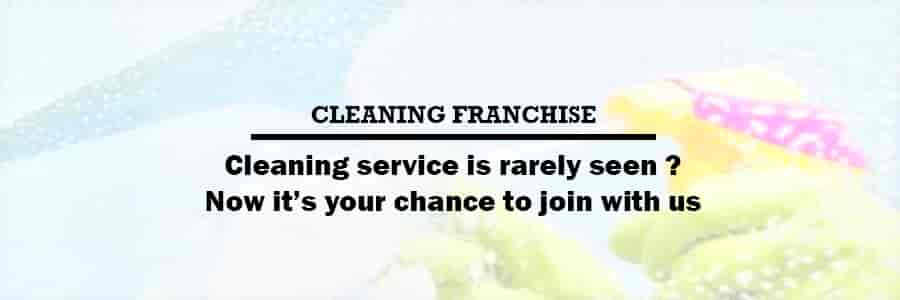 CLEANING FRANCHISE
Cleaning service is rarely seen ?
Now it's your chance to join with us